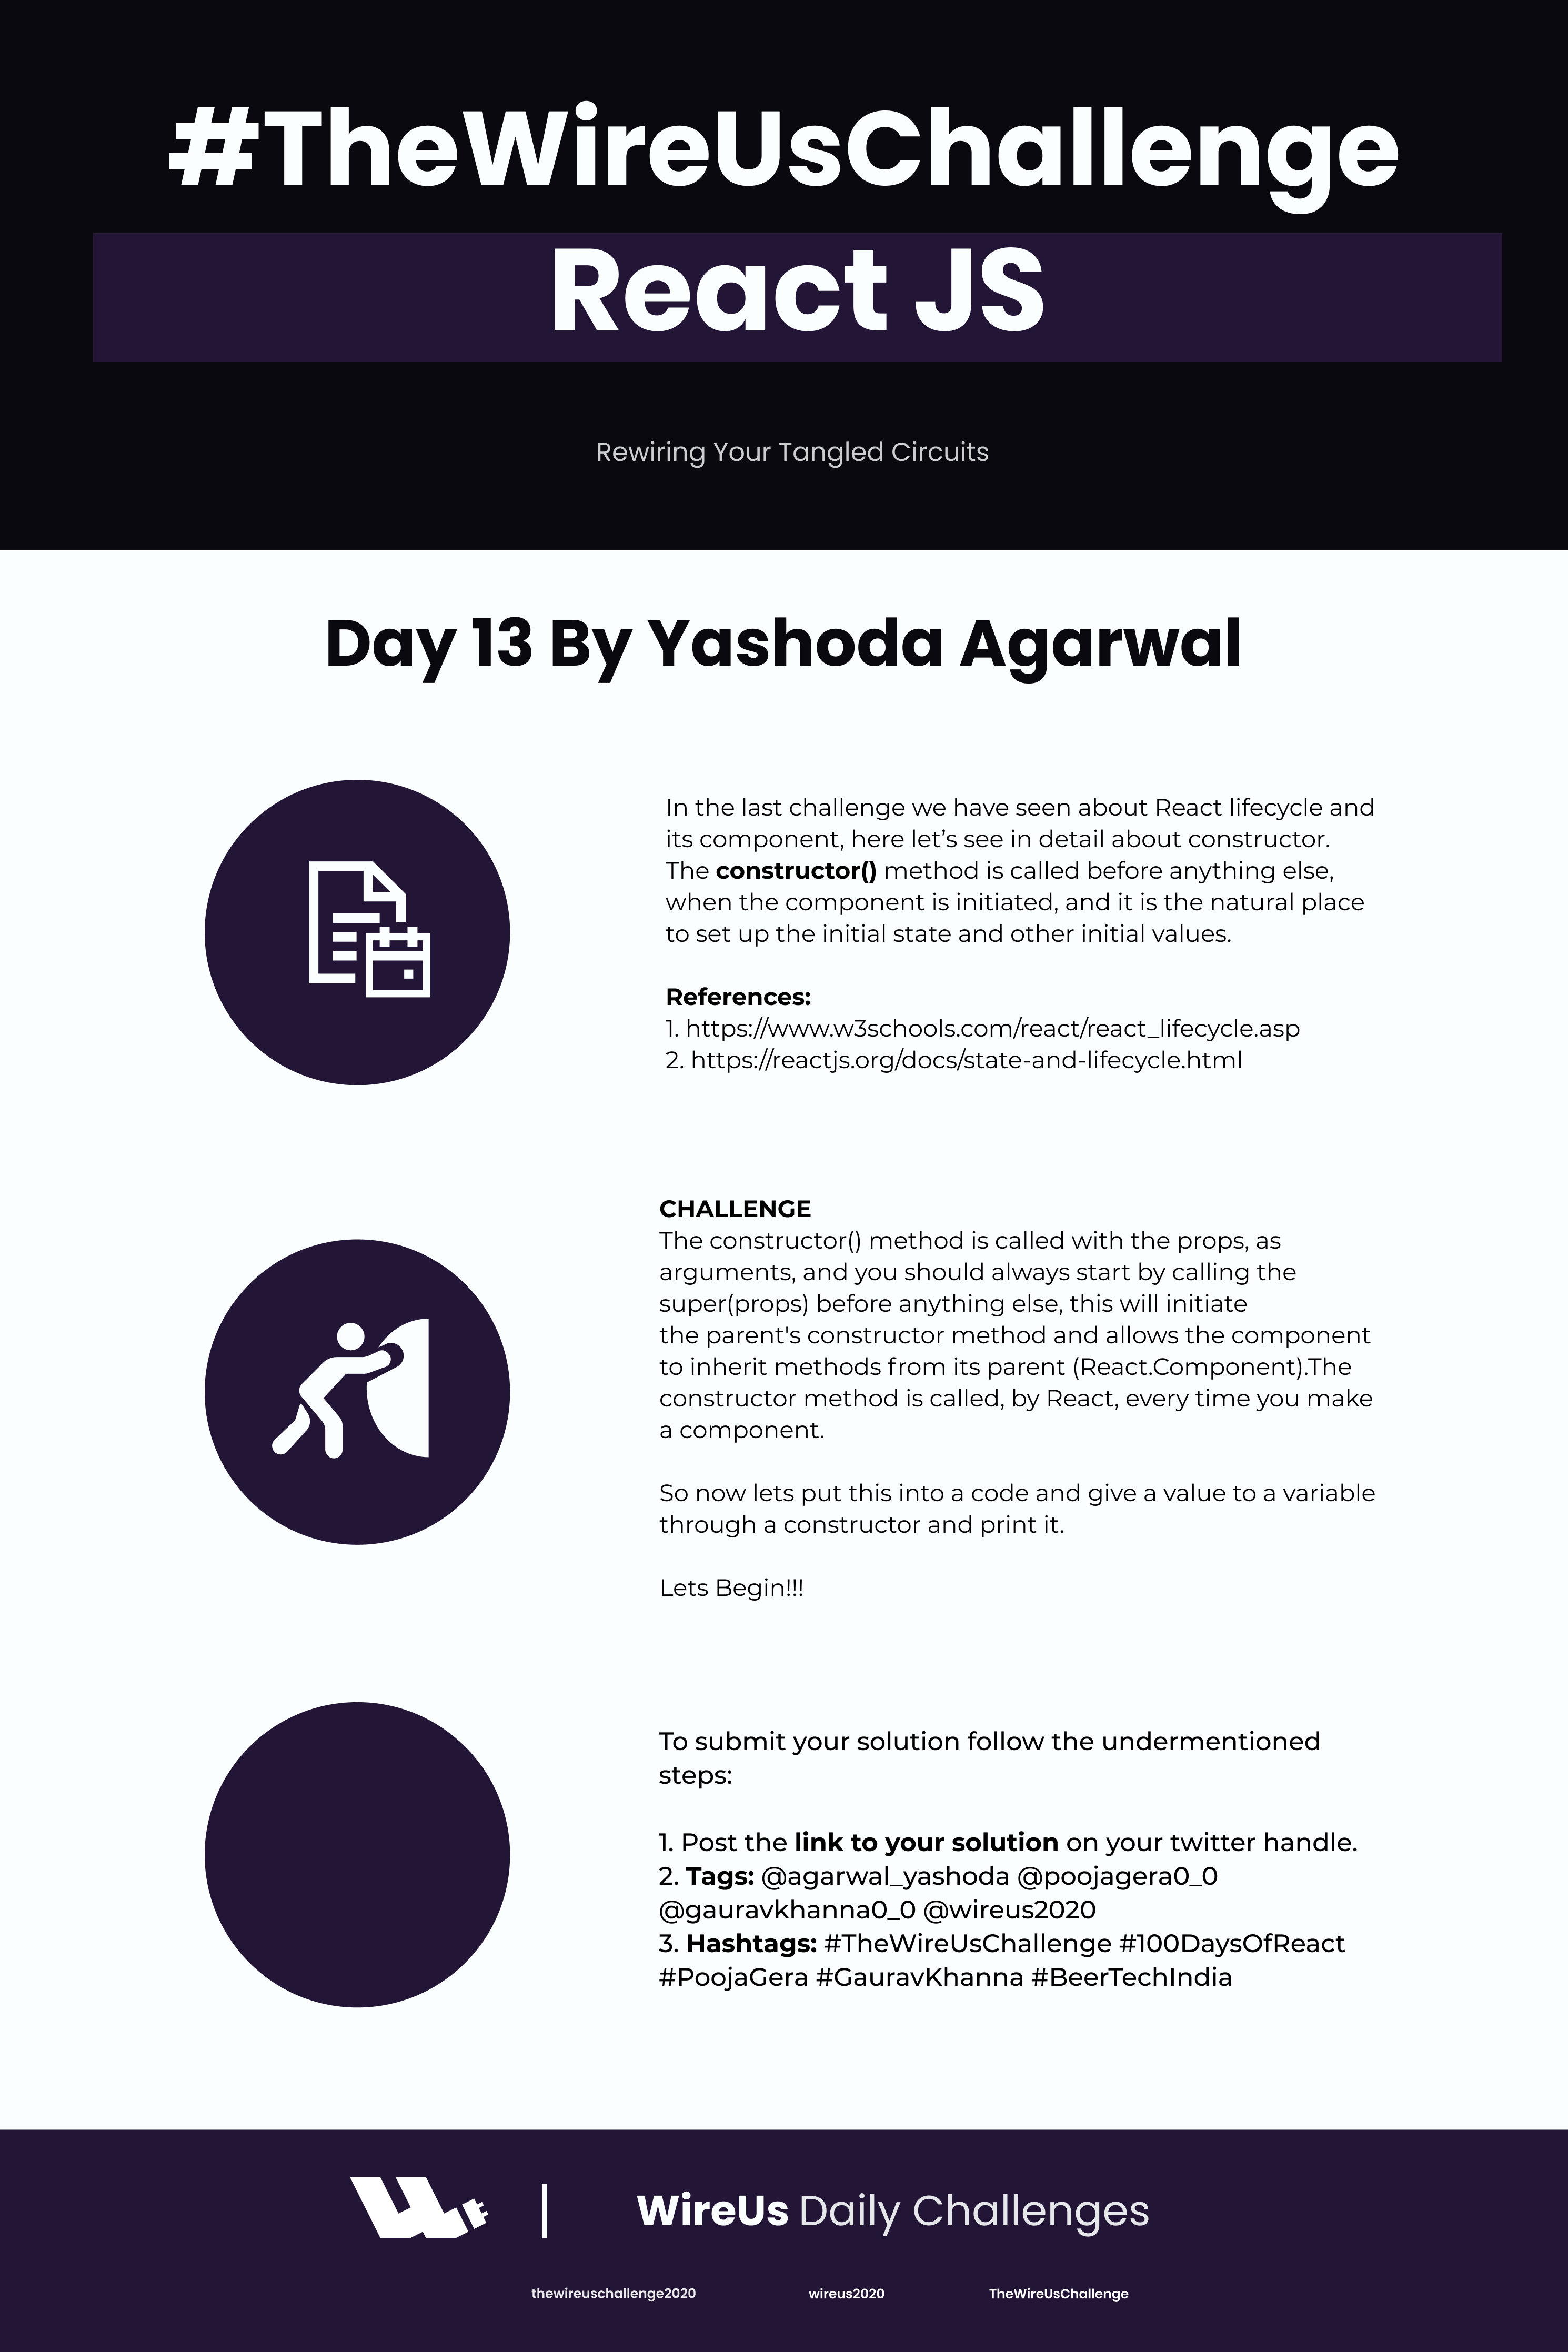 #TheWireUsChallenge
React JS
Rewiring Your Tangled Circuits
Day 13 By Yashoda Agarwal
In the last challenge we have seen about React lifecycle and
its component, here let’s see in detail about constructor.
The constructor() method is called before anything else,
when the component is initiated, and it is the natural place
to set up the initial state and other initial values.
References:
1. https://www.w3schools.com/react/react_lifecycle.asp
2. https://reactjs.org/docs/state-and-lifecycle.html
CHALLENGE
The constructor() method is called with the props, as
arguments, and you should always start by calling the
super(props) before anything else, this will initiate
the parent's constructor method and allows the component
to inherit methods from its parent (React.Component).The
constructor method is called, by React, every time you make
a component.
So now lets put this into a code and give a value to a variable
through a constructor and print it.
Lets Begin!!!
To submit your solution follow the undermentioned
steps:
1. Post the link to your solution on your twitter handle.
2. Tags: @agarwal_yashoda @poojagera0_0
@gauravkhanna0_0 @wireus2020
3. Hashtags: #TheWireUsChallenge #100DaysOfReact
#PoojaGera #GauravKhanna #BeerTechIndia
WireUs Daily Challenges
thewireuschallenge2020 wireus2020 TheWireUsChallenge